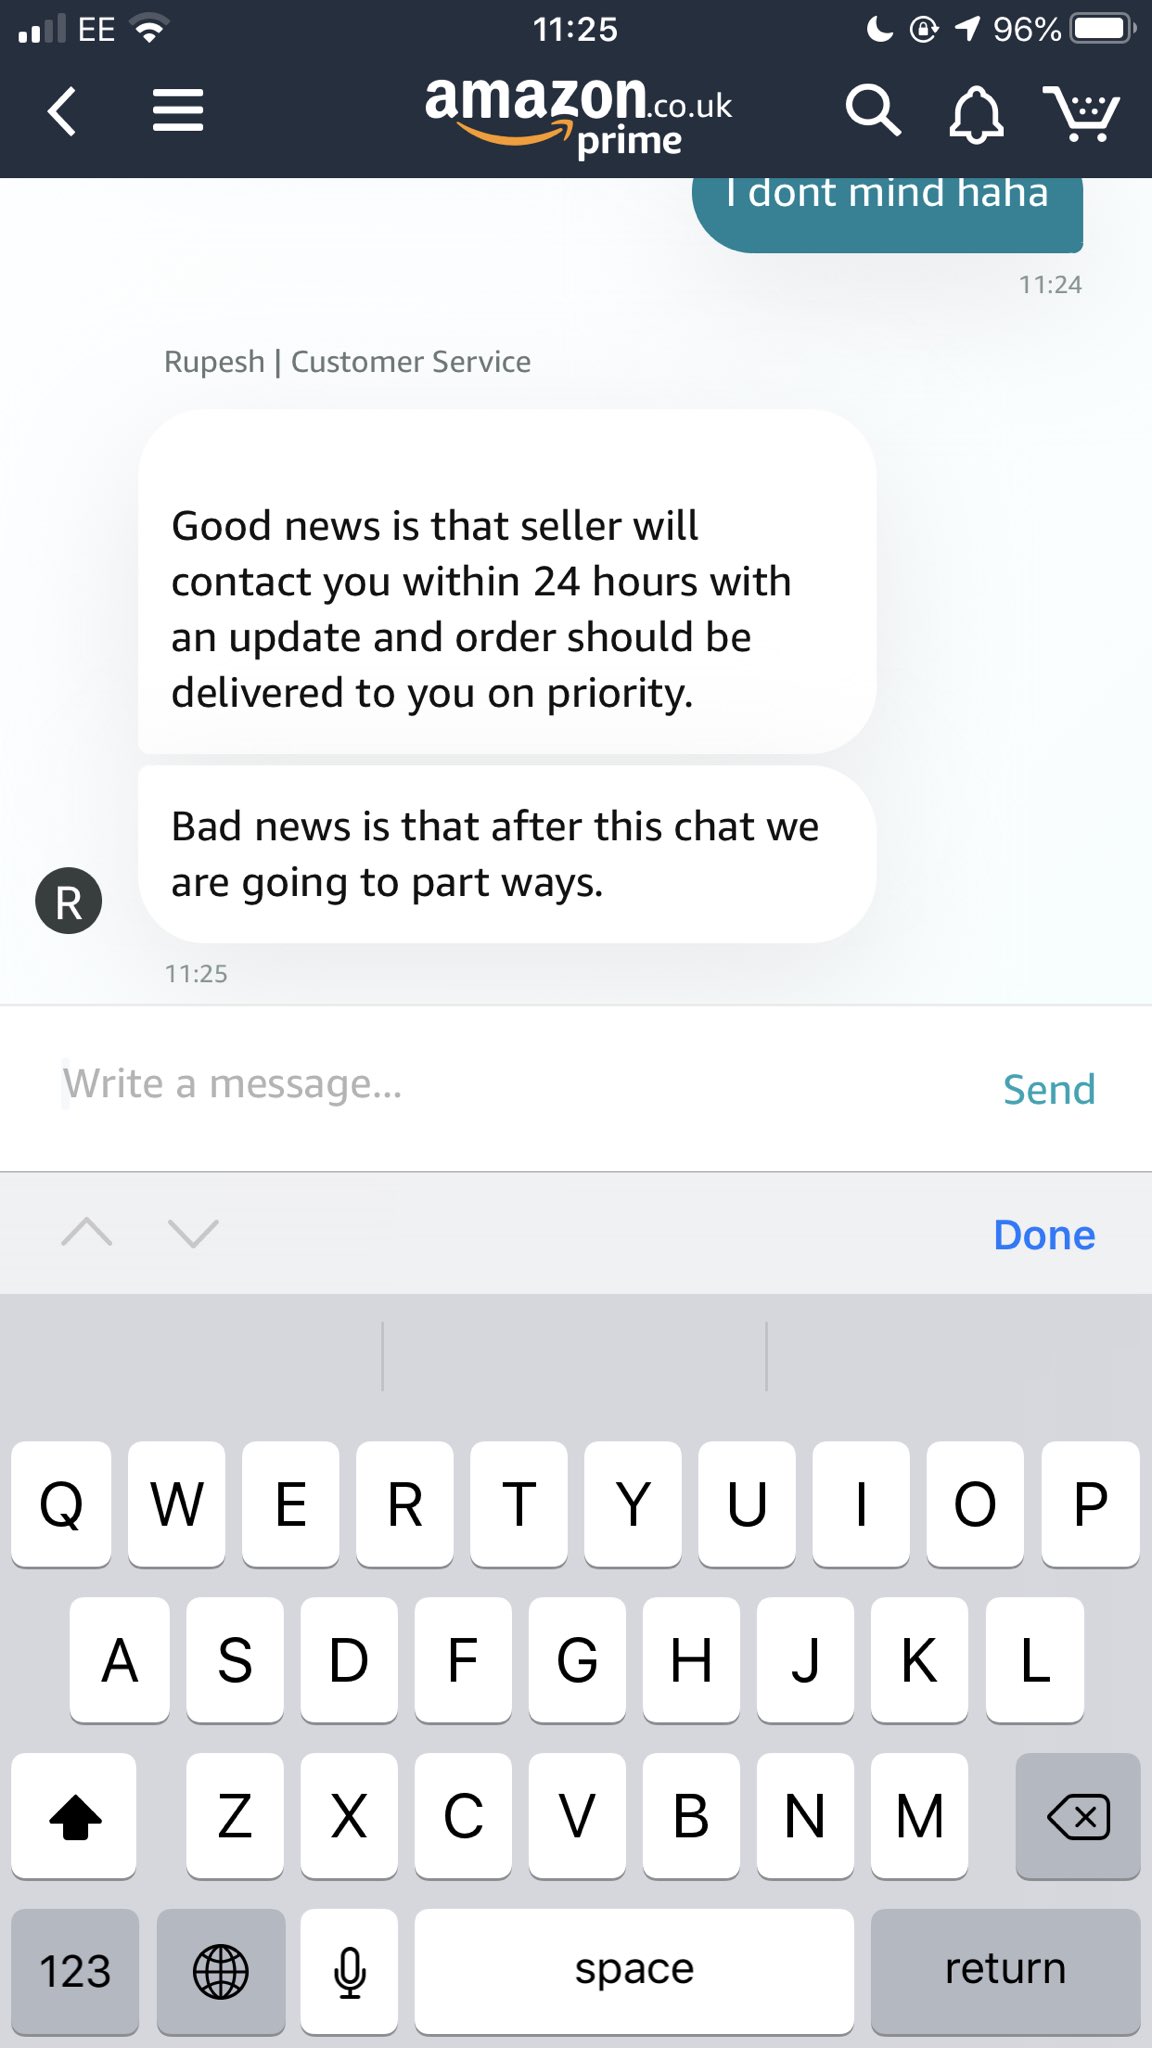 EE 11:25 96%
amazon.co.uk
prime
I dont mind haha
11:24
Rupesh | Customer Service
Good news is that seller will
contact you within 24 hours with
an update and order should be
delivered to you on priority.
Bad news is that after this chat we
are going to part ways.
R
11:25
Write a message... Send
Done
Q W E R T Y U I O P
A S D F G H J K L
Z X C V B N M
123 space return